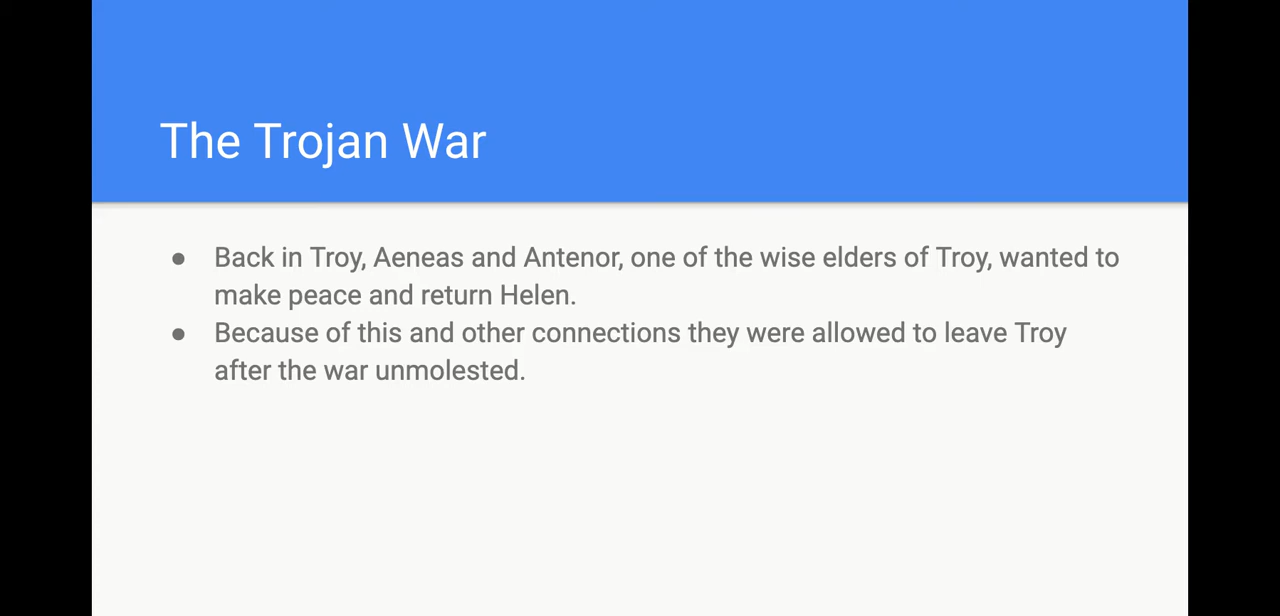 The Trojan War
● Back in Troy, Aeneas and Antenor, one of the wise elders of Troy, wanted to
make peace and return Helen.
● Because of this and other connections they were allowed to leave Troy
after the war unmolested.